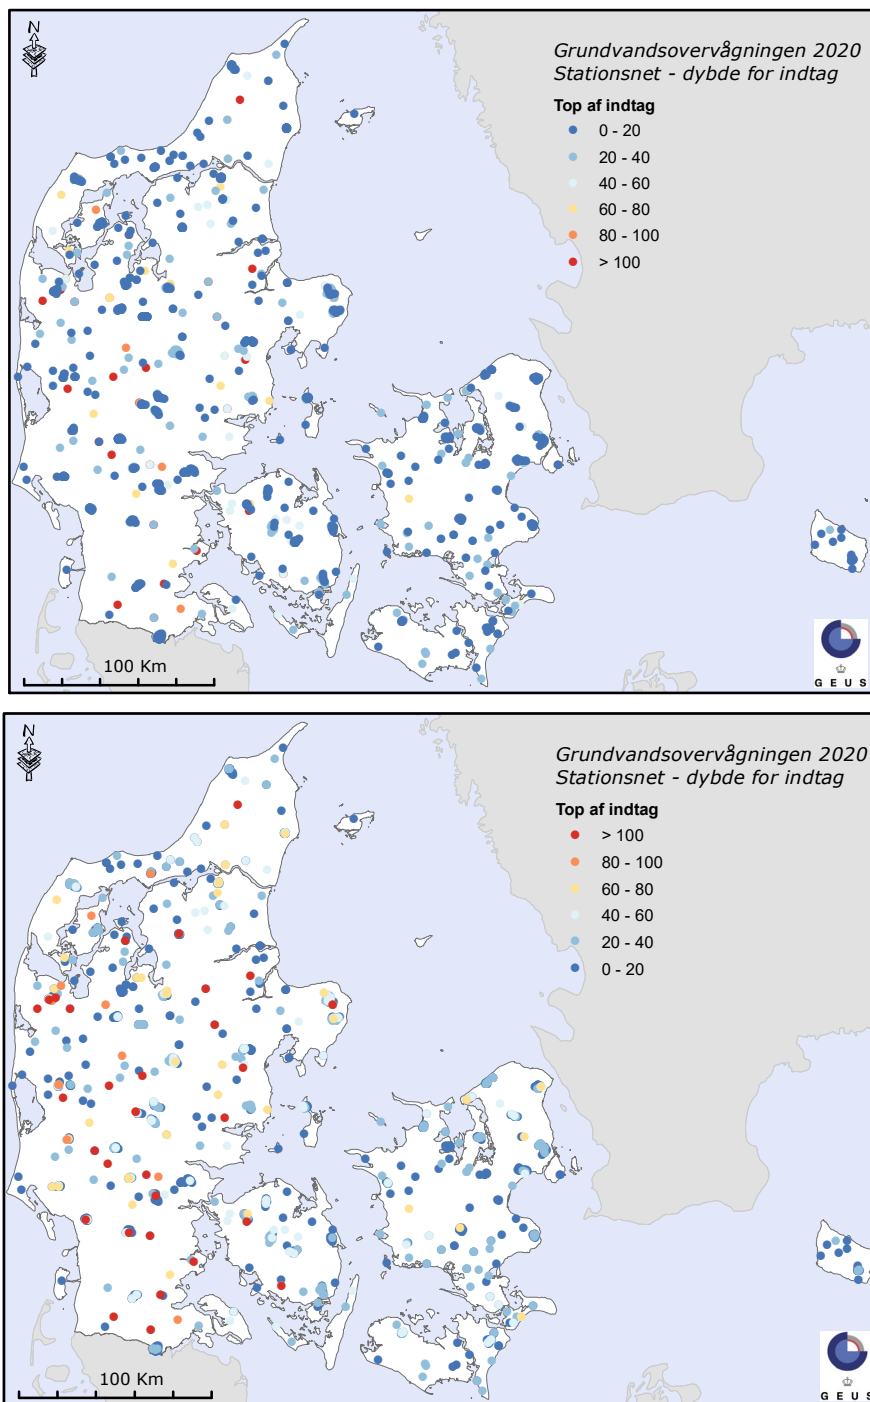 N
Grundvandsovervågningen 2020
Stationsnet - dybde for indtag
Top af indtag
0 - 20
20 - 40
40 - 60
60 - 80
80 - 100
> 100
100 Km
G E U S
N
Grundvandsovervågningen 2020
Stationsnet - dybde for indtag
Top af indtag
> 100
80 - 100
60 - 80
40 - 60
20 - 40
0 - 20
100 Km
G E U S